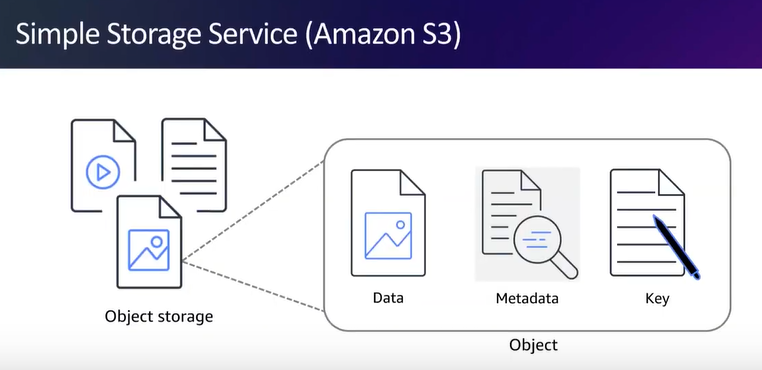 Simple Storage Service (Amazon S3)
Object storage
Data
Metadata
Key
Object